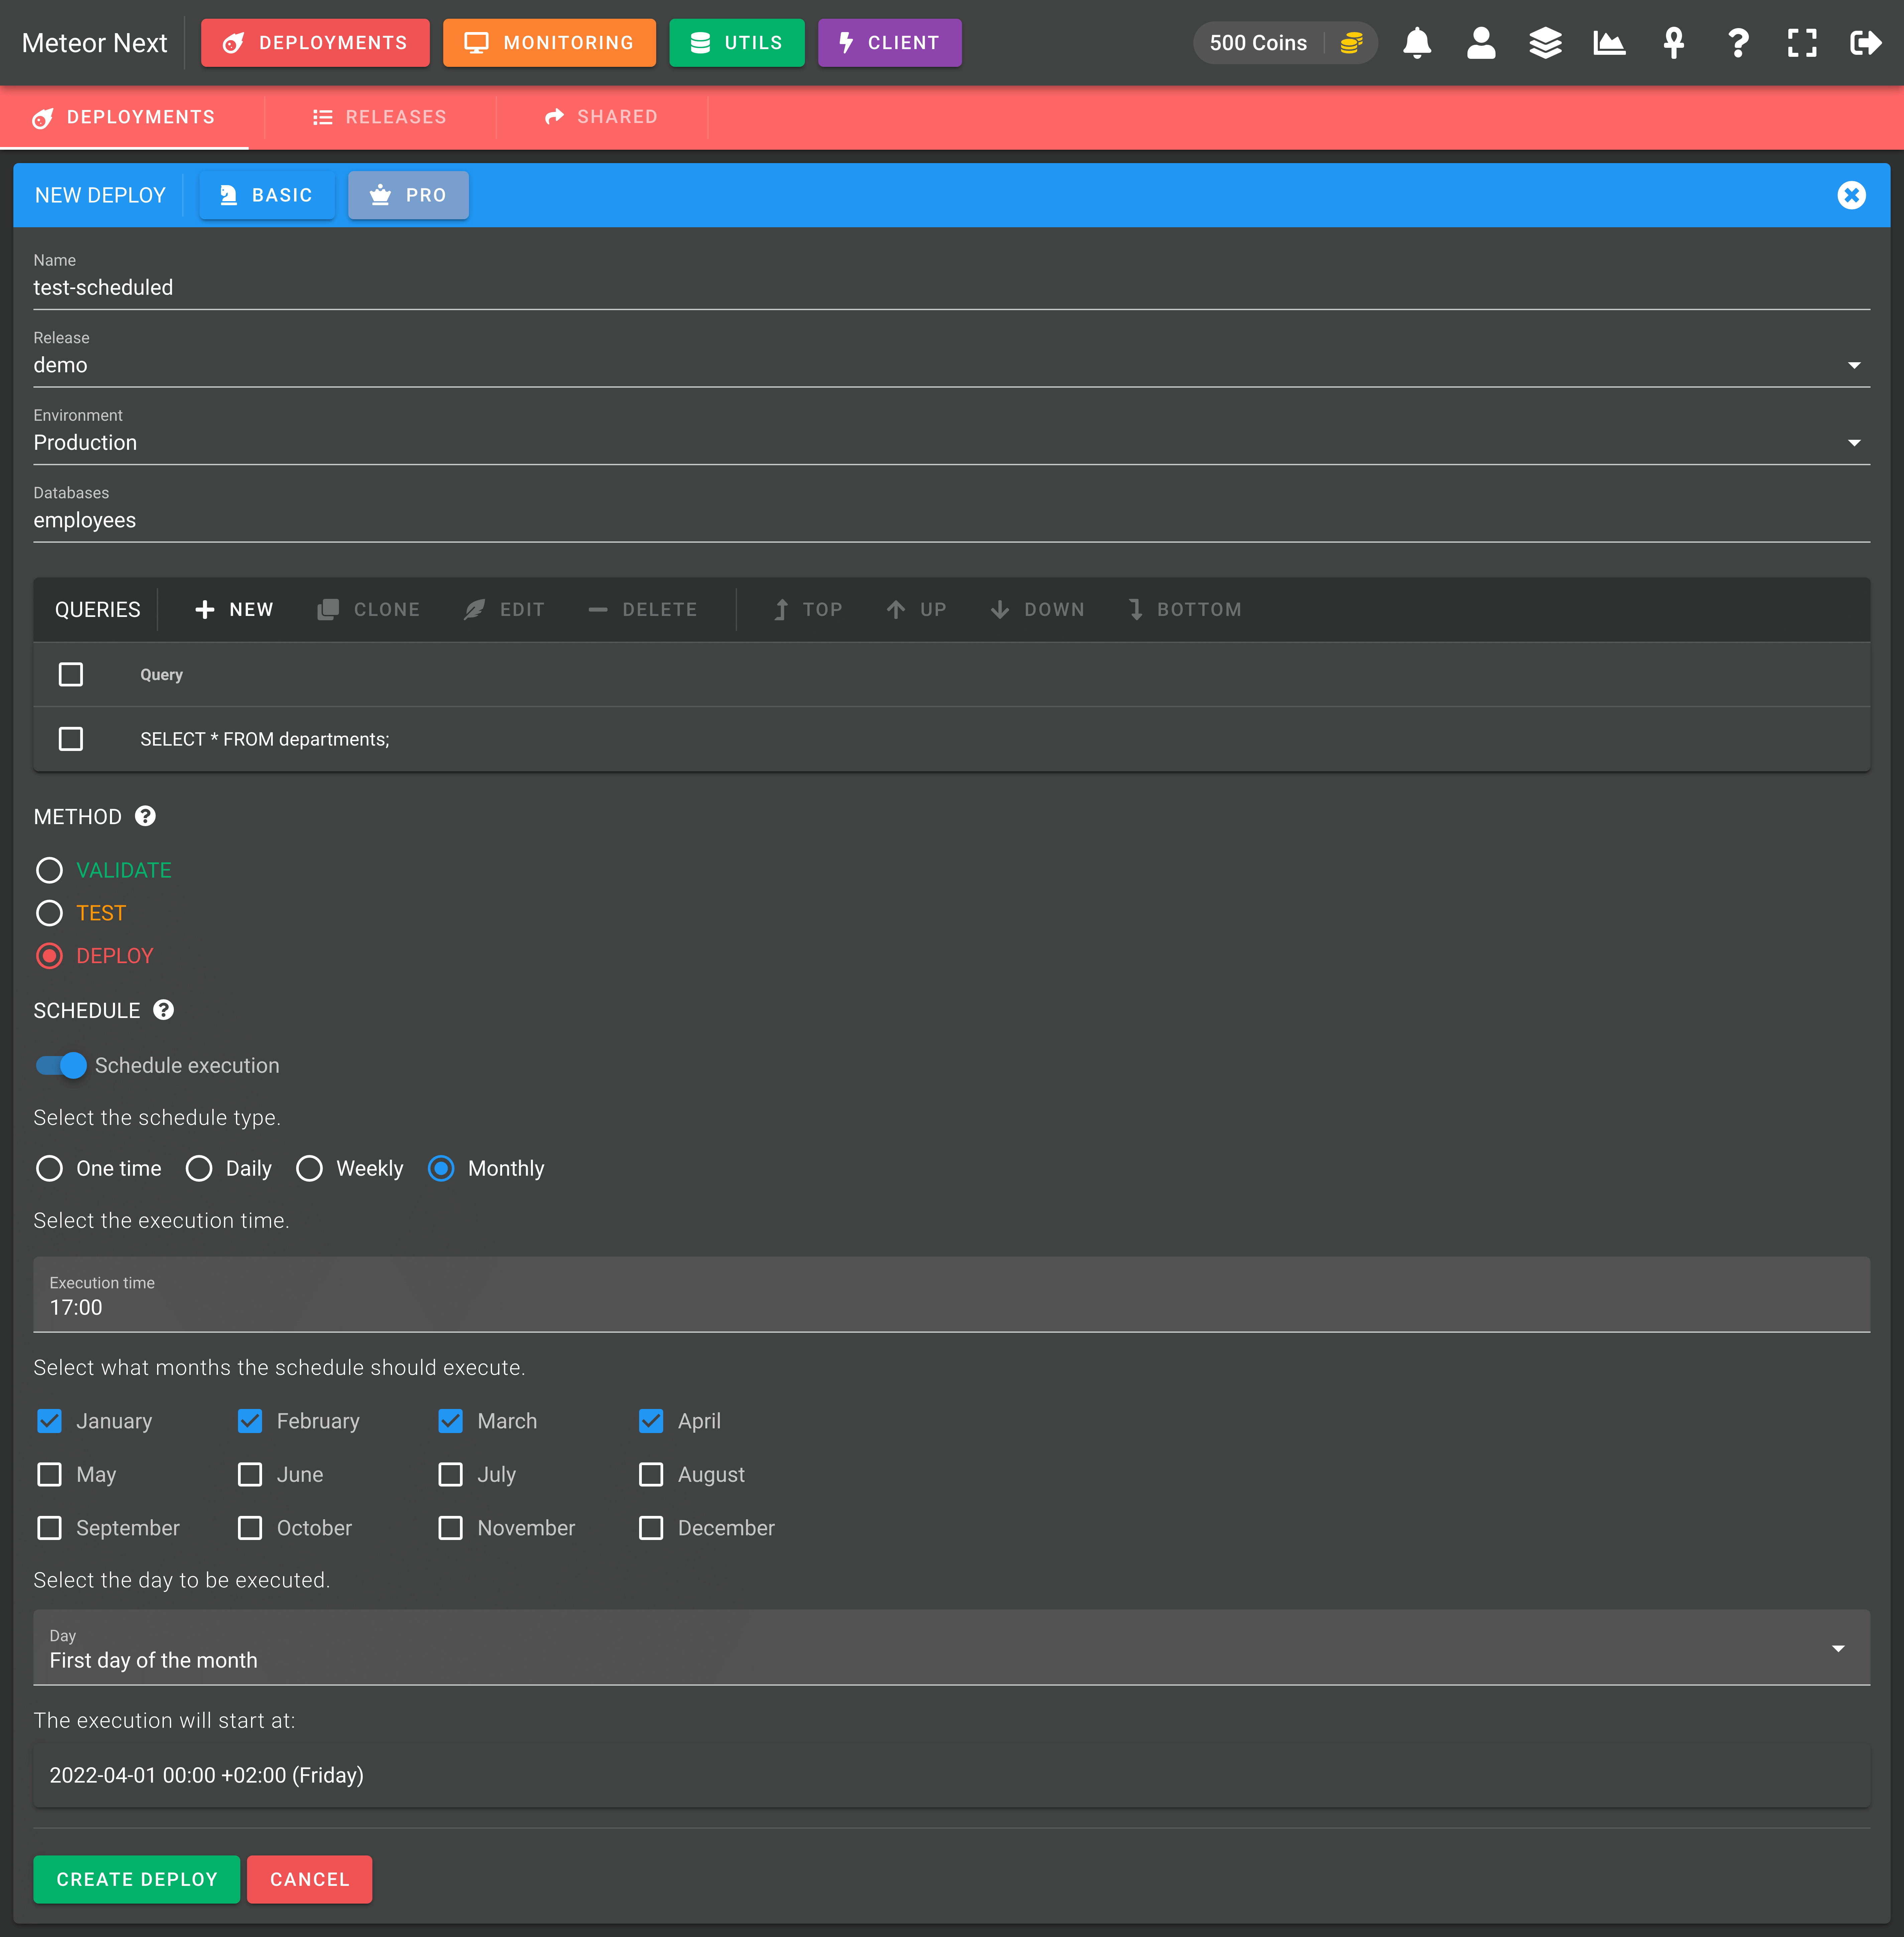 Meteor Next DEPLOYMENTS MONITORING UTILS CLIENT 500 Coins
DEPLOYMENTS RELEASES SHARED
NEW DEPLOY BASIC PRO
Name
test-scheduled
Release
demo
Environment
Production
Databases
employees
QUERIES NEW CLONE EDIT DELETE TOP UP DOWN BOTTOM
Query
SELECT * FROM departments;
METHOD
VALIDATE
TEST
DEPLOY
SCHEDULE
Schedule execution
Select the schedule type.
One time Daily Weekly Monthly
Select the execution time.
Execution time
17:00
Select what months the schedule should execute.
January February March April
May June July August
September October November December
Select the day to be executed.
Day
First day of the month
The execution will start at:
2022-04-01 00:00 +02:00 (Friday)
CREATE DEPLOY CANCEL